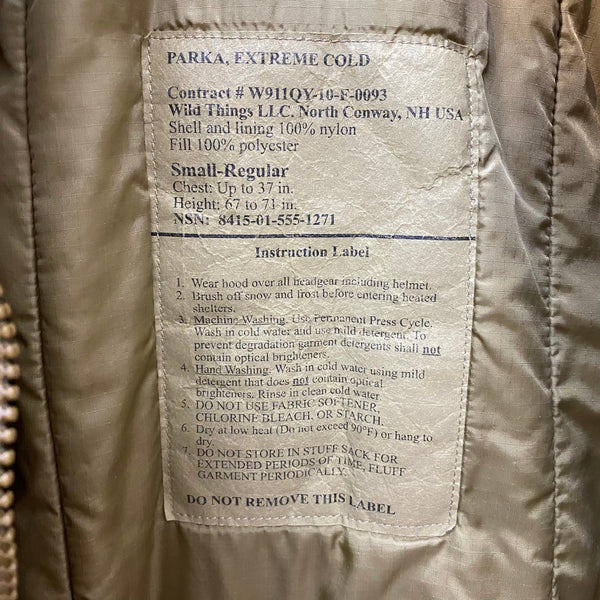 PARKA, EXTREME COLD
Contract # W911QY-10-F-0093
Wild Things LLC. North Conway, NH USA
Shell and lining 100% nylon
Fill 100% polyester
Small-Regular
Chest: Up to 37 in.
Height: 67 to 71 in.
NSN: 8415-01-555-1271
Instruction Label
1. Wear hood over all headgear including helmet.
2. Brush off snow and frost before entering heated
shelters.
3. Machine Washing. Use Permanent Press Cycle.
Wash in cold water and use mild detergent. To
prevent degradation garment detergents shall not
contain optical brighteners.
4. Hand Washing. Wash in cold water using mild
detergent that does not contain optical
brighteners. Rinse in clean cold water
5. DO NOT USE FABRIC SOFTENER,
CHLORINE BLEACH, OR STARCH.
6. Dry at low heat (Do not exceed 90°F) or hang to
dry.
7. DO NOT STORE IN STUFF SACK FOR
EXTENDED PERIODS OF TIME, FLUFF
GARMENT PERIODICALLY.
DO NOT REMOVE THIS LABEL